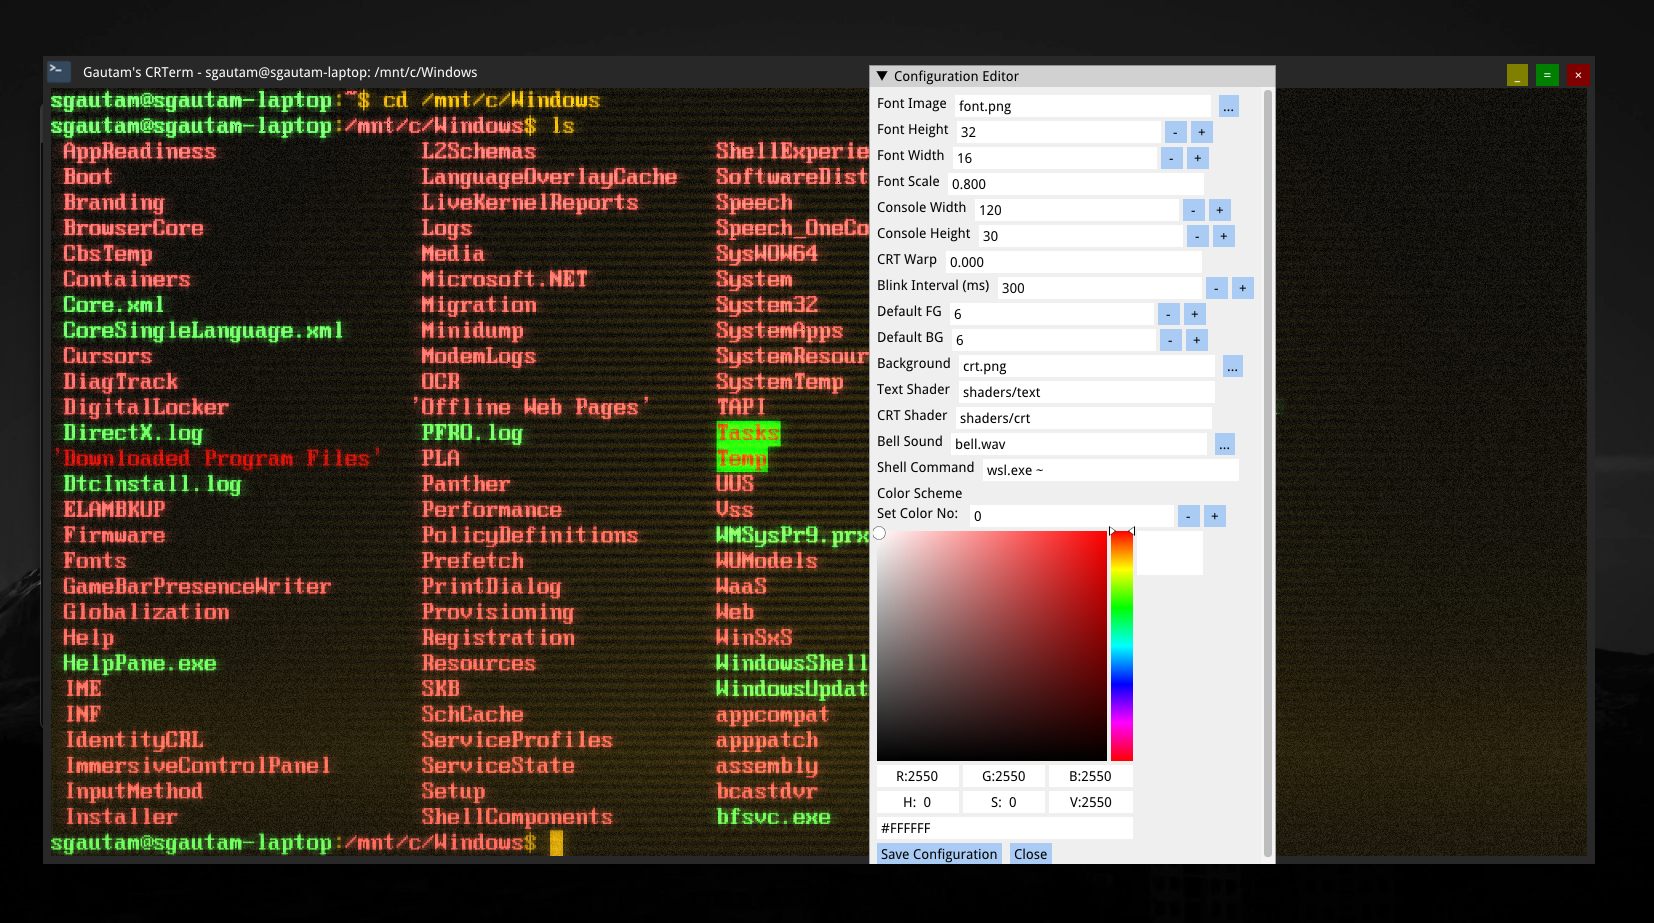 Gautam's CRTerm - sgautam@sgautam-laptop: /mnt/c/Windows
_ = ×
sgautam@sgautam-laptop:~$ cd /mnt/c/Windows
sgautam@sgautam-laptop:/mnt/c/Windows$ ls
AppReadiness L2Schemas ShellExperie
Boot LanguageOverlayCache SoftwareDist
Branding LiveKernelReports Speech
BrowserCore Logs Speech_OneCo
CbsTemp Media SysWOW64
Containers Microsoft.NET System
Core.xml Migration System32
CoreSingleLanguage.xml Minidump SystemApps
Cursors ModemLogs SystemResour
DiagTrack OCR SystemTemp
DigitalLocker 'Offline Web Pages' TAPI
DirectX.log PFRO.log Tasks
'Downloaded Program Files' PLA Temp
DtcInstall.log Panther UUS
ELAMBKUP Performance Vss
Firmware PolicyDefinitions WMSysPr9.prx
Fonts Prefetch WUModels
GameBarPresenceWriter PrintDialog WaaS
Globalization Provisioning Web
Help Registration WinSxS
HelpPane.exe Resources WindowsShell
IME SKB WindowsUpdat
INF SchCache appcompat
IdentityCRL ServiceProfiles apppatch
ImmersiveControlPanel ServiceState assembly
InputMethod Setup bcastdvr
Installer ShellComponents bfsvc.exe
sgautam@sgautam-laptop:/mnt/c/Windows$
▼ Configuration Editor
Font Image font.png ...
Font Height 32 - +
Font Width 16 - +
Font Scale 0.800
Console Width 120 - +
Console Height 30 - +
CRT Warp 0.000
Blink Interval (ms) 300 - +
Default FG 6 - +
Default BG 6 - +
Background crt.png ...
Text Shader shaders/text
CRT Shader shaders/crt
Bell Sound bell.wav ...
Shell Command wsl.exe ~
Color Scheme
Set Color No: 0 - +
R:2550 G:2550 B:2550
H: 0 S: 0 V:2550
#FFFFFF
Save Configuration Close